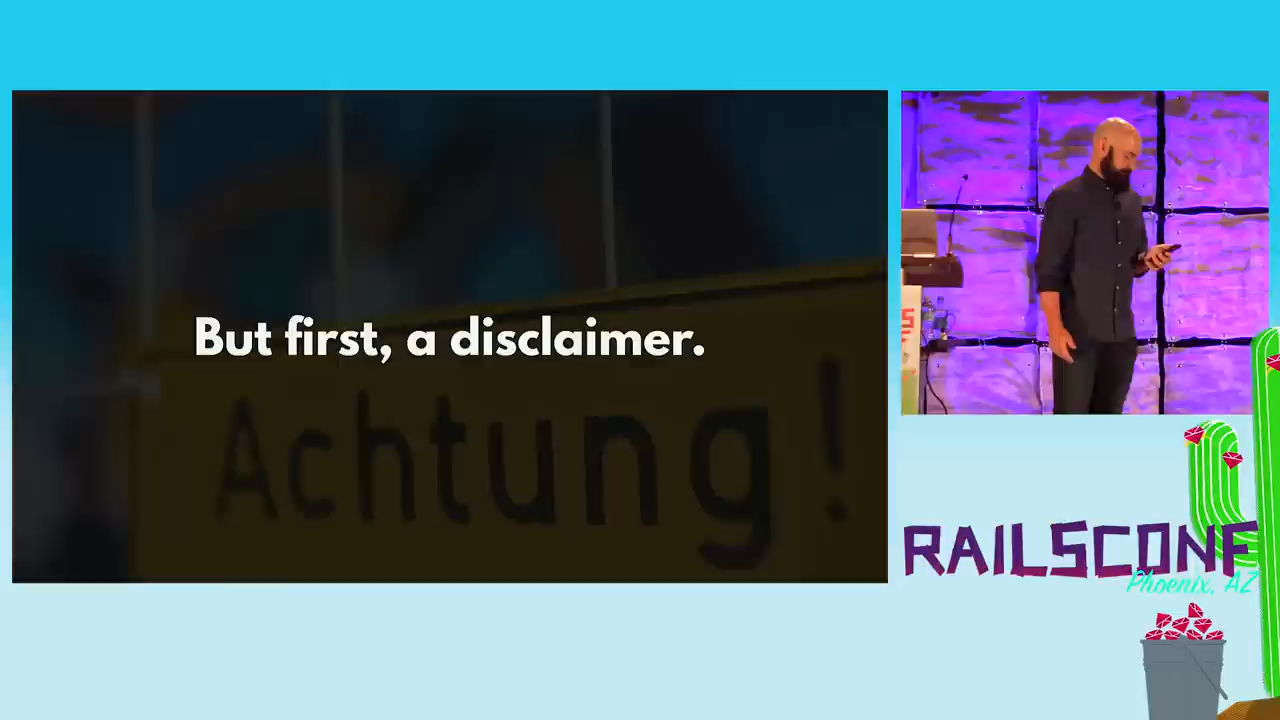 But first, a disclaimer.
Achtung!
RAILSCONF
Phoenix, AZ